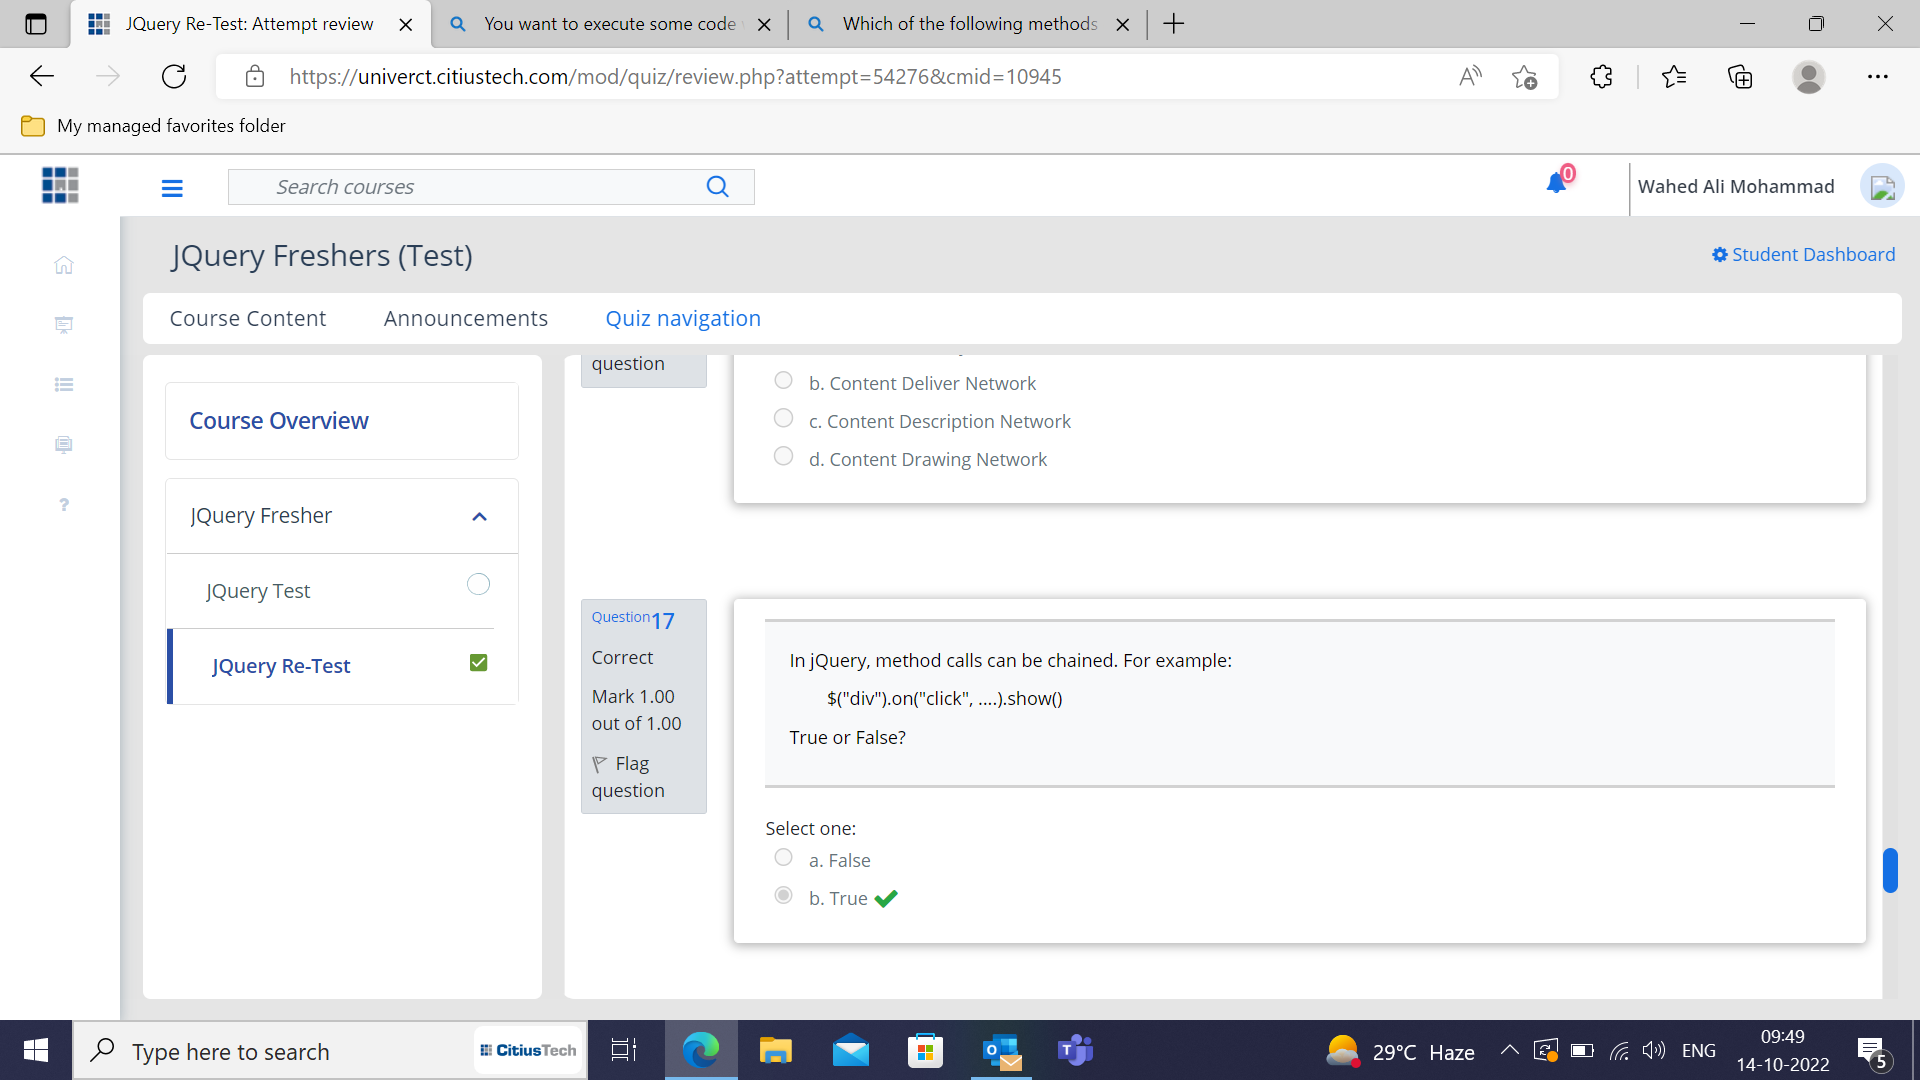 JQuery Re-Test: Attempt review
You want to execute some code
Which of the following methods
https://univerct.citiustech.com/mod/quiz/review.php?attempt=54276&cmid=10945
My managed favorites folder
Search courses
0
Wahed Ali Mohammad
JQuery Freshers (Test)
Student Dashboard
Course Content
Announcements
Quiz navigation
Course Overview
JQuery Fresher
JQuery Test
JQuery Re-Test
question
b. Content Deliver Network
c. Content Description Network
d. Content Drawing Network
Question 17
Correct
Mark 1.00
out of 1.00
Flag
question
In jQuery, method calls can be chained. For example:
$("div").on("click", ....).show()
True or False?
Select one:
a. False
b. True
Type here to search
CitiusTech
29°C Haze
ENG
09:49
14-10-2022
5